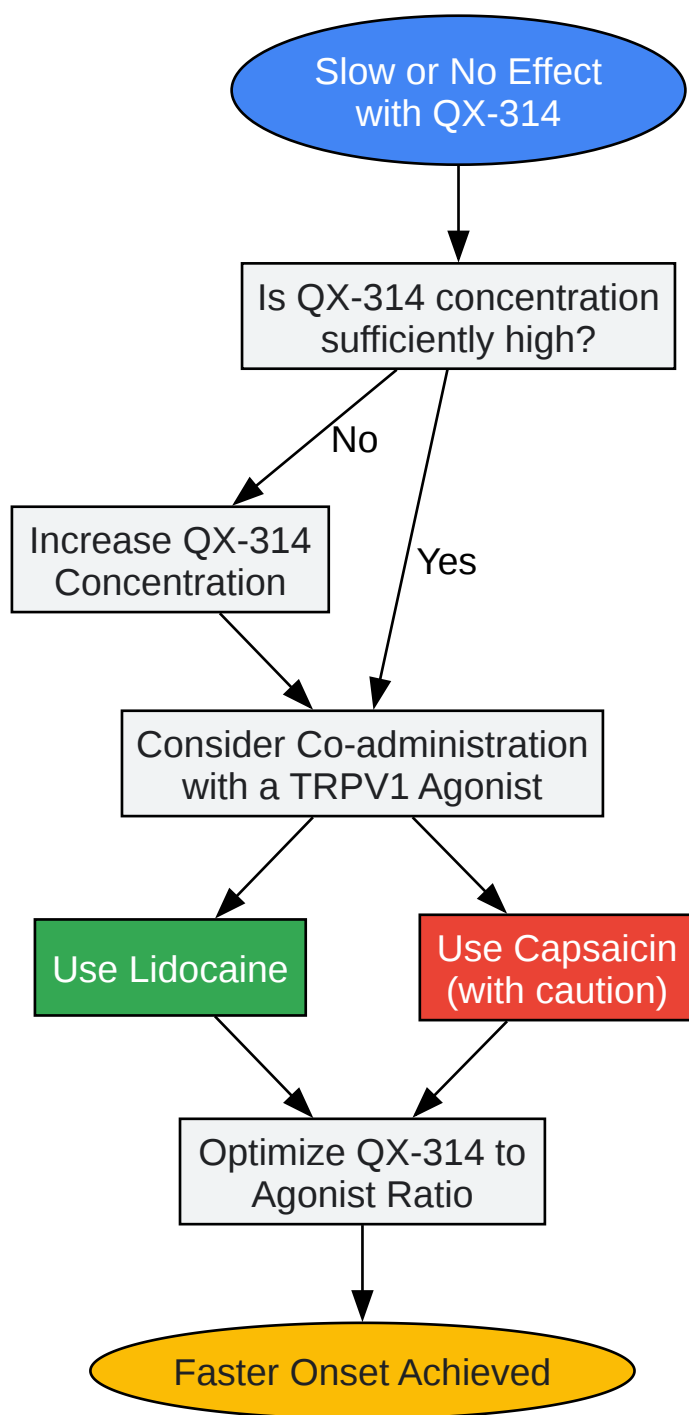 Slow or No Effect
with QX-314
Is QX-314 concentration
sufficiently high?
No
Increase QX-314
Concentration
Yes
Consider Co-administration
with a TRPV1 Agonist
Use Lidocaine
Use Capsaicin
(with caution)
Optimize QX-314 to
Agonist Ratio
Faster Onset Achieved